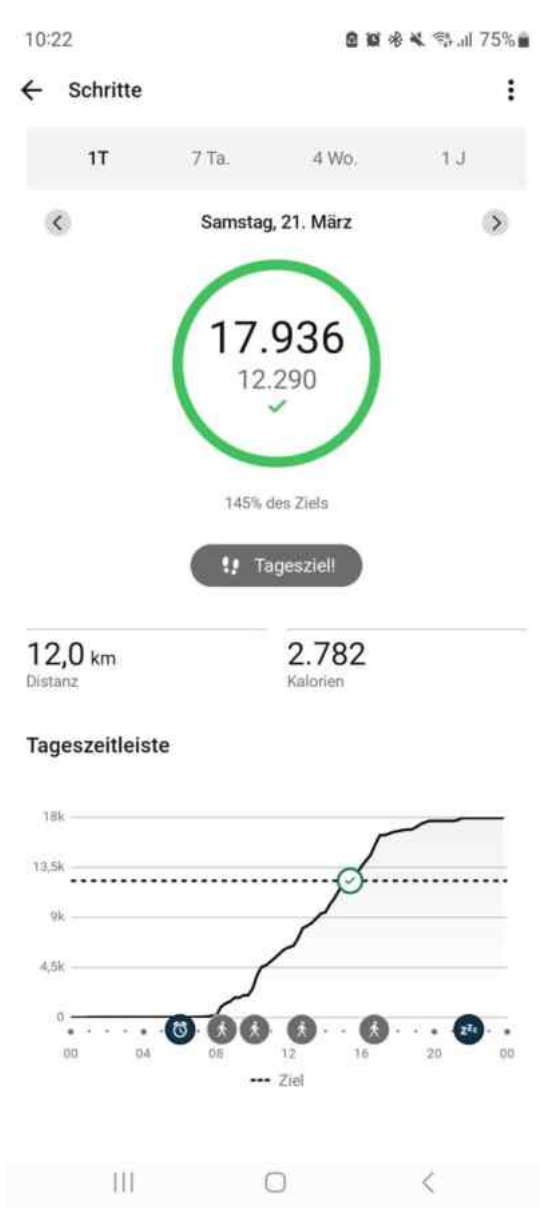 10:22 75%
Schritte
1T 7 Ta. 4 Wo. 1 J
Samstag, 21. März
17.936
12.290
145% des Ziels
Tagesziel!
12,0 km 2.782
Distanz Kalorien
Tageszeitleiste
18k
13,5k
9k
4,5k
0
zzz
00 04 08 12 16 20 00
Ziel